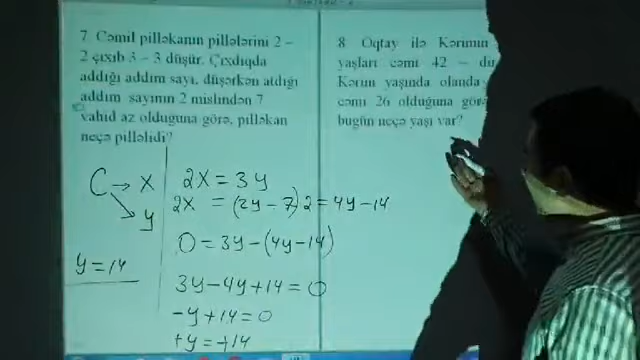 7. Cəmil pilləkanın pillələrini 2 –
2 çıxıb 3 – 3 düşür. Çıxdıqda
addığı addım sayı, düşərkən atdığı
addım sayının 2 mislindən 7
vahid az olduğuna görə, pilləkan
neçə pilləlidi?
C → x
y
y = 14
2x = 3y
2x = (2y - 7) 2 = 4y - 14
0 = 3y - (4y - 14)
3y - 4y + 14 = 0
-y + 14 = 0
+y = +14
8. Oqtay ilə Kərimin
yaşları cəmi 42 – dir
Kərim yaşında olanda
cəmi 26 olduğuna görə
bugün neçə yaşı var?